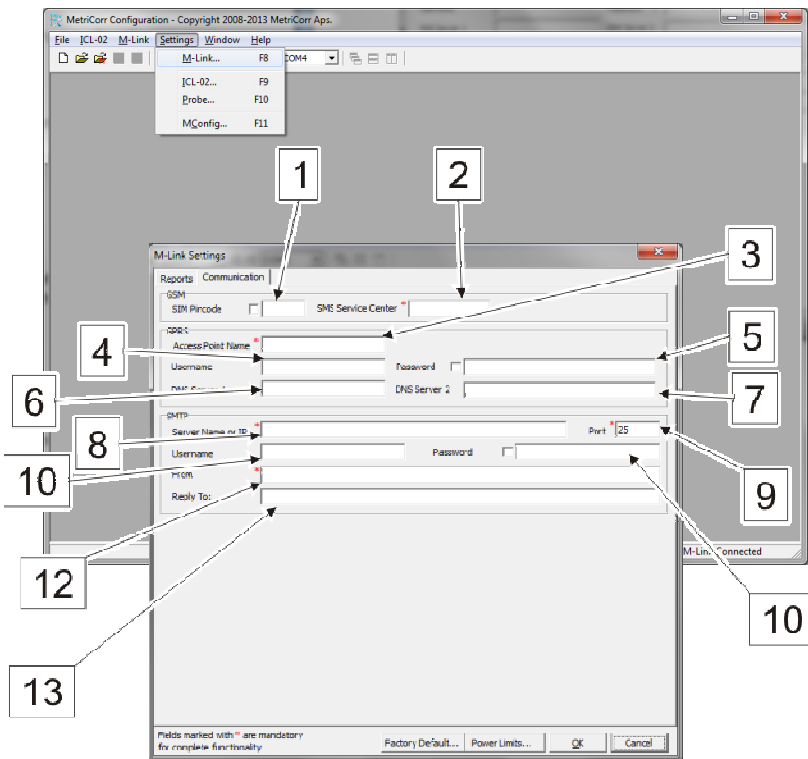 MetriCorr Configuration - Copyright 2008-2013 MetriCorr Aps.
File ICL-02 M-Link Settings Window Help
M-Link... F8
COM4
ICL-02... F9
Probe... F10
MConfig... F11
1
2
M-Link Settings
3
Reports Communication
GSM
SIM Pincode SMS Service Center *
GPRS
Access Point Name *
4
5
Username Password
6
DNS Server 1 DNS Server 2
7
SMTP
Server Name or IP * Port * 25
8
Username Password
10
From *
9
Reply To:
M-Link Connected
12
10
13
Fields marked with * are mandatory
for complete functionality
Factory Default... Power Limits... OK Cancel